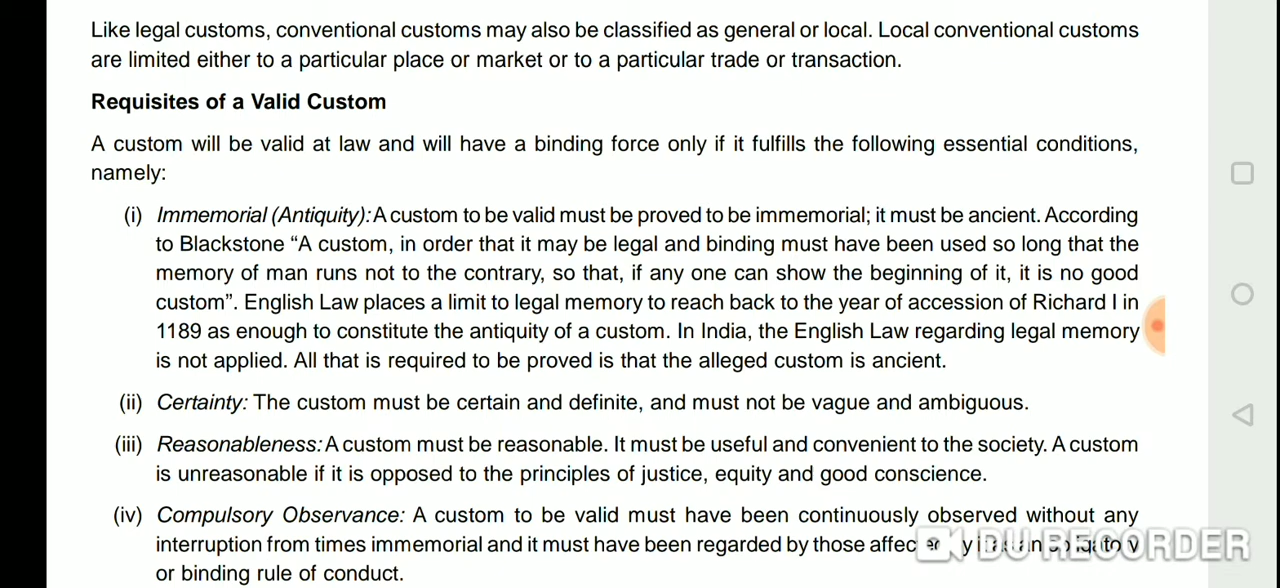 Like legal customs, conventional customs may also be classified as general or local. Local conventional customs
are limited either to a particular place or market or to a particular trade or transaction.
Requisites of a Valid Custom
A custom will be valid at law and will have a binding force only if it fulfills the following essential conditions,
namely:
(i) Immemorial (Antiquity): A custom to be valid must be proved to be immemorial; it must be ancient. According
to Blackstone “A custom, in order that it may be legal and binding must have been used so long that the
memory of man runs not to the contrary, so that, if any one can show the beginning of it, it is no good
custom”. English Law places a limit to legal memory to reach back to the year of accession of Richard I in
1189 as enough to constitute the antiquity of a custom. In India, the English Law regarding legal memory
is not applied. All that is required to be proved is that the alleged custom is ancient.
(ii) Certainty: The custom must be certain and definite, and must not be vague and ambiguous.
(iii) Reasonableness: A custom must be reasonable. It must be useful and convenient to the society. A custom
is unreasonable if it is opposed to the principles of justice, equity and good conscience.
(iv) Compulsory Observance: A custom to be valid must have been continuously observed without any
interruption from times immemorial and it must have been regarded by those
DU RECORDER
or binding rule of conduct.